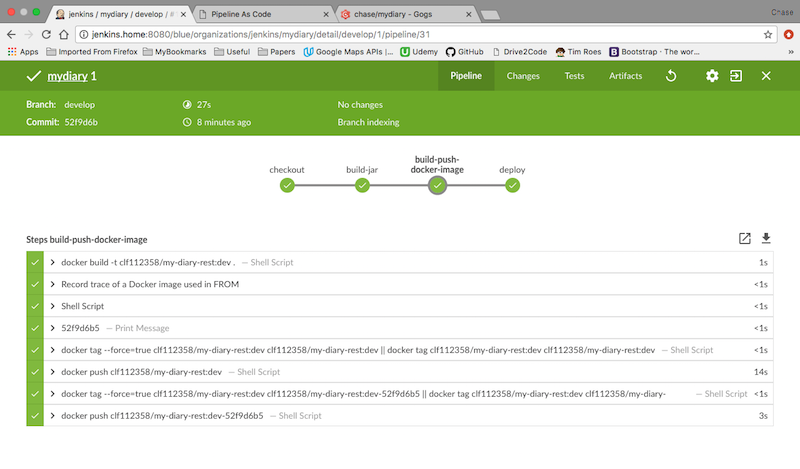 jenkins / mydiary / develop / #
Pipeline As Code
chase/mydiary - Gogs
Chase
jenkins.home:8080/blue/organizations/jenkins/mydiary/detail/develop/1/pipeline/31
Apps
Imported From Firefox
MyBookmarks
Useful
Papers
Google Maps APIs |...
Udemy
GitHub
Drive2Code
Tim Roes
Bootstrap · The wor...
»
mydiary 1
Pipeline
Changes
Tests
Artifacts
Branch: develop
27s
No changes
Commit: 52f9d6b
8 minutes ago
Branch indexing
checkout
build-jar
build-push-
docker-image
deploy
Steps build-push-docker-image
docker build -t clf112358/my-diary-rest:dev . — Shell Script 1s
Record trace of a Docker image used in FROM <1s
Shell Script <1s
52f9d6b5 — Print Message <1s
docker tag --force=true clf112358/my-diary-rest:dev clf112358/my-diary-rest:dev || docker tag clf112358/my-diary-rest:dev clf112358/my-diary-rest:dev — Shell Script <1s
docker push clf112358/my-diary-rest:dev — Shell Script 14s
docker tag --force=true clf112358/my-diary-rest:dev clf112358/my-diary-rest:dev-52f9d6b5 || docker tag clf112358/my-diary-rest:dev clf112358/my-diary- — Shell Script <1s
docker push clf112358/my-diary-rest:dev-52f9d6b5 — Shell Script 3s